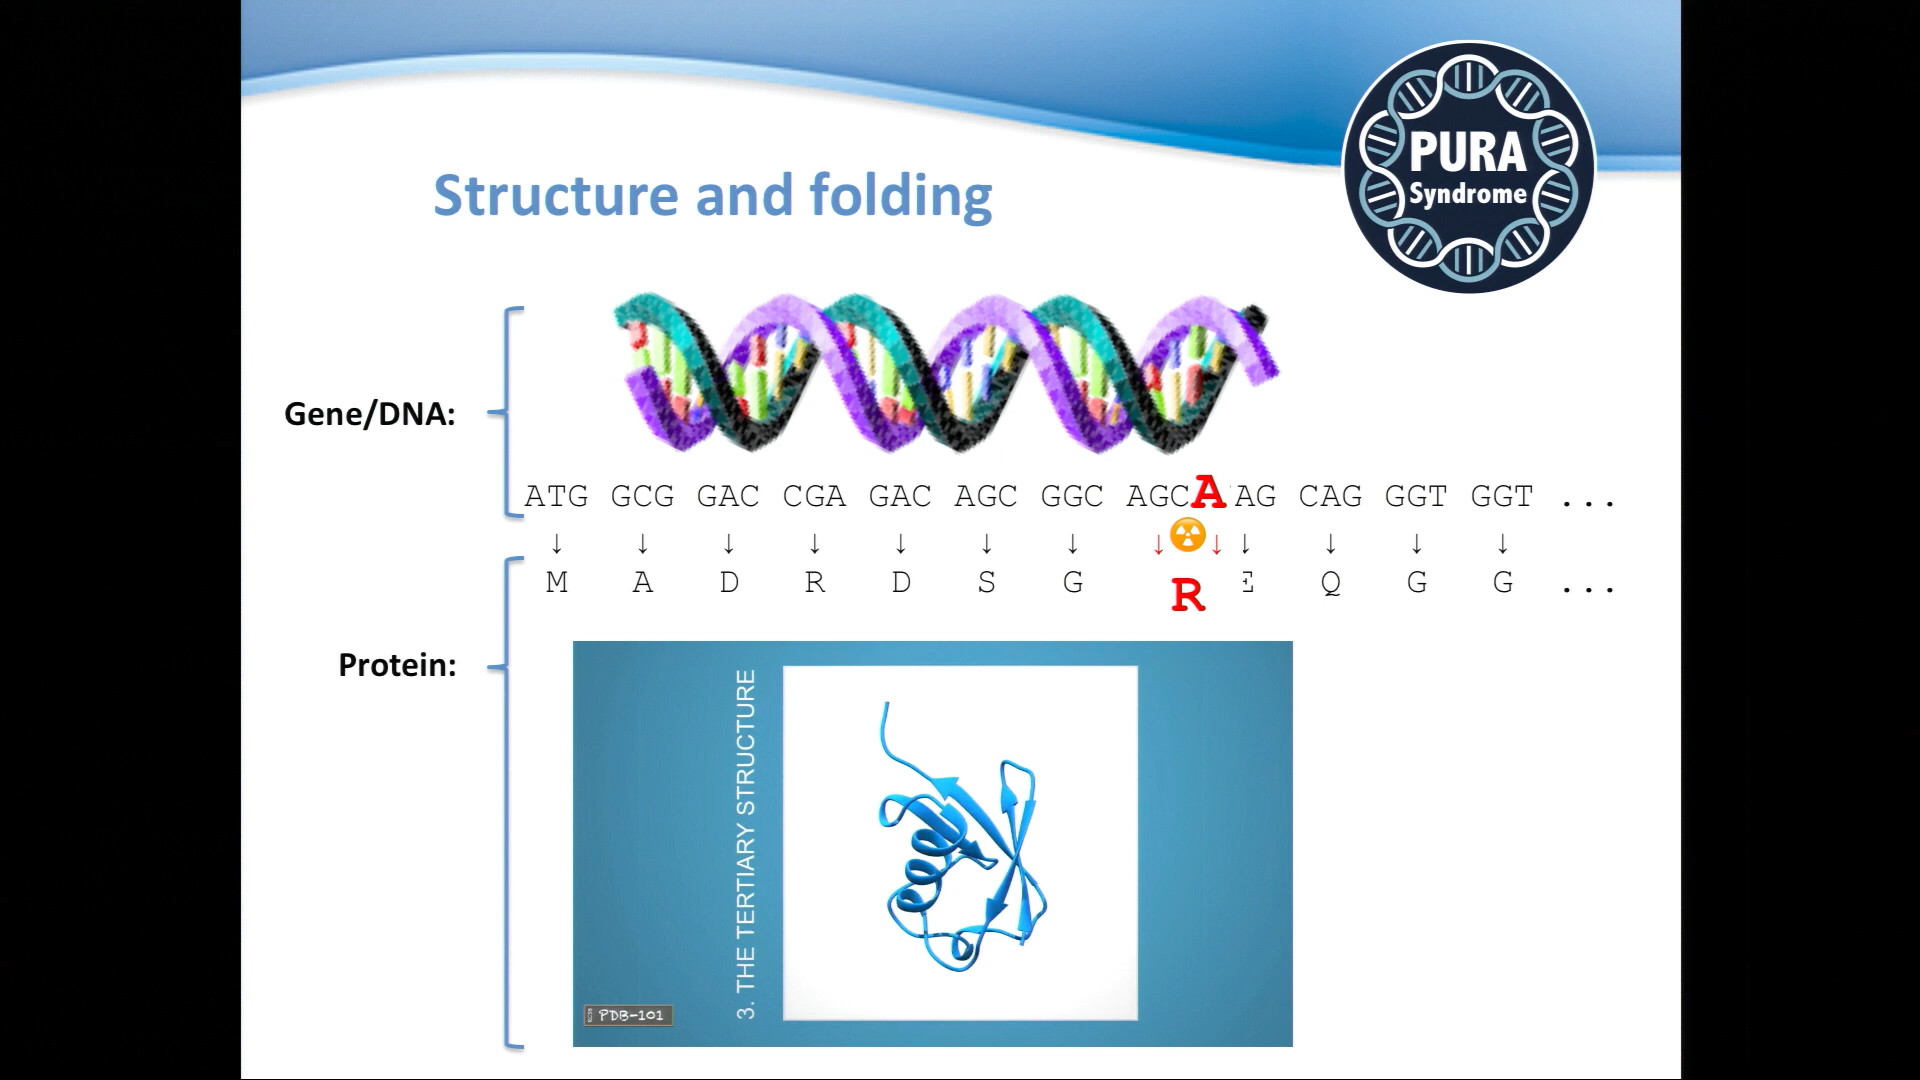 PURA
Syndrome
Structure and folding
Gene/DNA:
ATG GCG GAC CGA GAC AGC GGC AGCA AG CAG GGT GGT ...
↓ ↓ ↓ ↓ ↓ ↓ ↓ ↓ ☢ ↓ ↓ ↓ ↓ ↓
M A D R D S G R E Q G G ...
Protein:
3. THE TERTIARY STRUCTURE
PDB-101